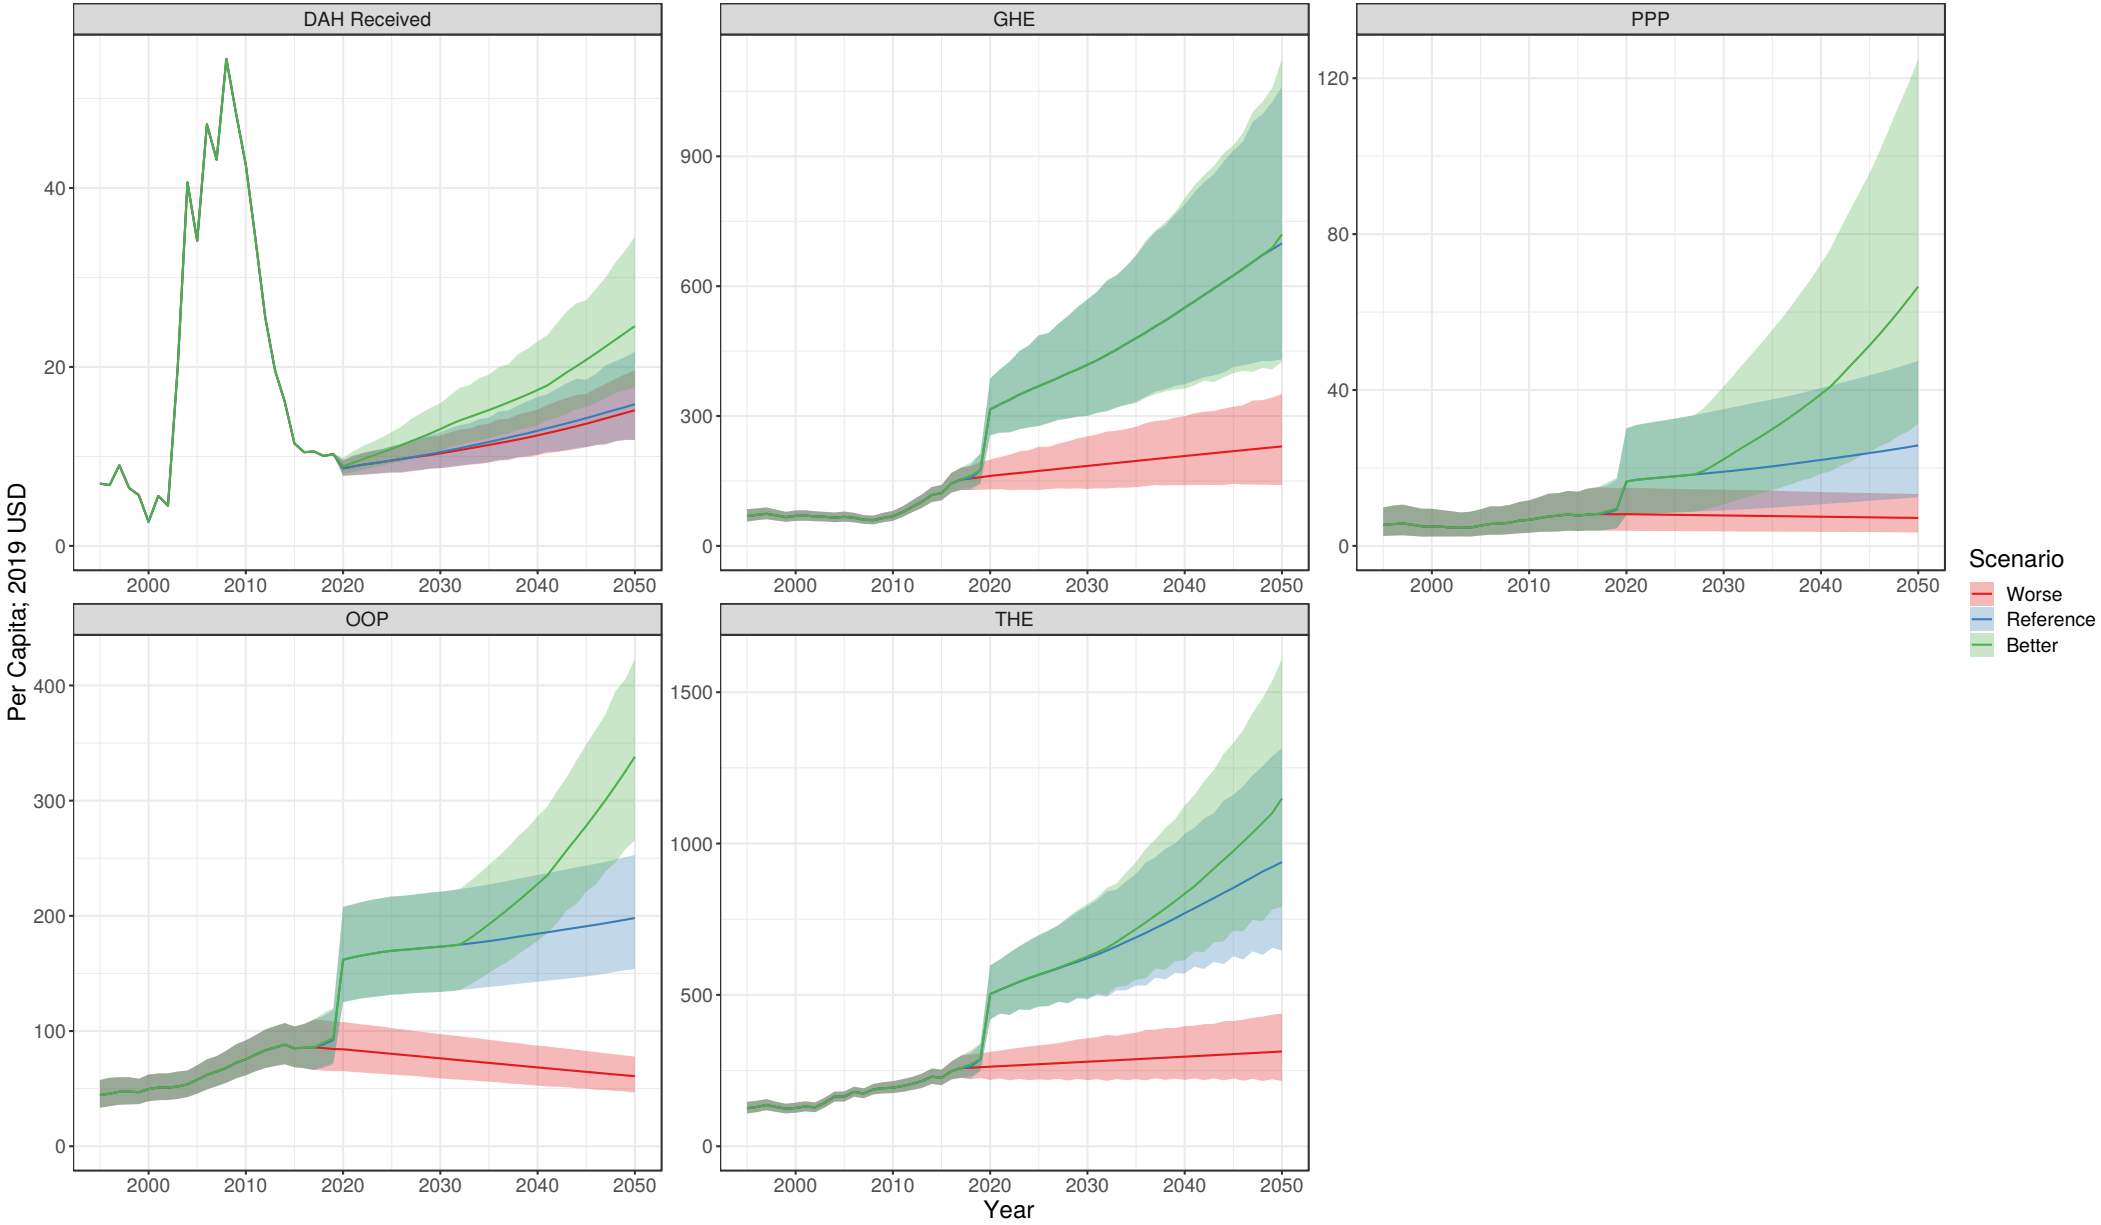 DAH Received
GHE
PPP
40
20
0
900
600
300
0
120
80
40
0
2000 2010 2020 2030 2040 2050
2000 2010 2020 2030 2040 2050
2000 2010 2020 2030 2040 2050
OOP
THE
400
300
200
100
0
1500
1000
500
0
2000 2010 2020 2030 2040 2050
2000 2010 2020 2030 2040 2050
Per Capita; 2019 USD
Year
Scenario
Worse
Reference
Better